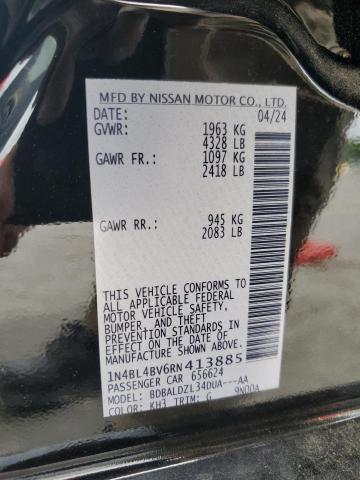 MFD BY NISSAN MOTOR CO., LTD.
DATE: 04/24
GVWR: 1963 KG
4328 LB
GAWR FR.: 1097 KG
2418 LB
GAWR RR.: 945 KG
2083 LB
THIS VEHICLE CONFORMS TO
ALL APPLICABLE FEDERAL
MOTOR VEHICLE SAFETY,
BUMPER, AND THEFT
PREVENTION STANDARDS IN
EFFECT ON THE DATE OF
MANUFACTURE SHOWN ABOVE.
1N4BL4BV6RN413885
PASSENGER CAR 656624
MODEL: BDBALDZL34DUA---AA
COLOR: KH3 TRIM: G 9N00A